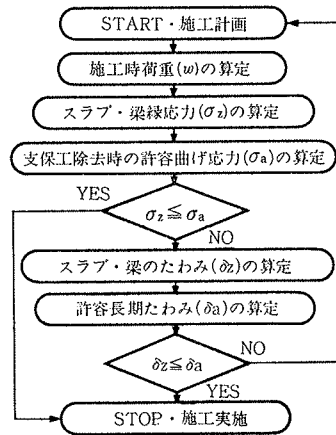 START・施工計画
施工時荷重(w)の算定
スラブ・梁縁応力(σz)の算定
支保工除去時の許容曲げ応力(σa)の算定
YES
σz≦σa
NO
スラブ・梁のたわみ(δz)の算定
許容長期たわみ(δa)の算定
δz≦δa
NO
YES
STOP・施工実施